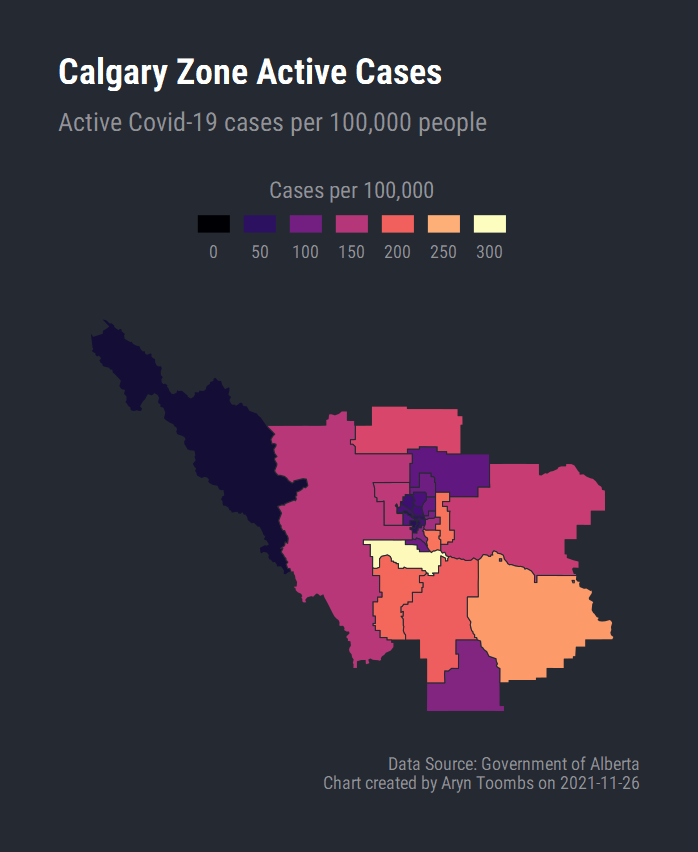 Calgary Zone Active Cases
Active Covid-19 cases per 100,000 people
Cases per 100,000
0 50 100 150 200 250 300
Data Source: Government of Alberta
Chart created by Aryn Toombs on 2021-11-26